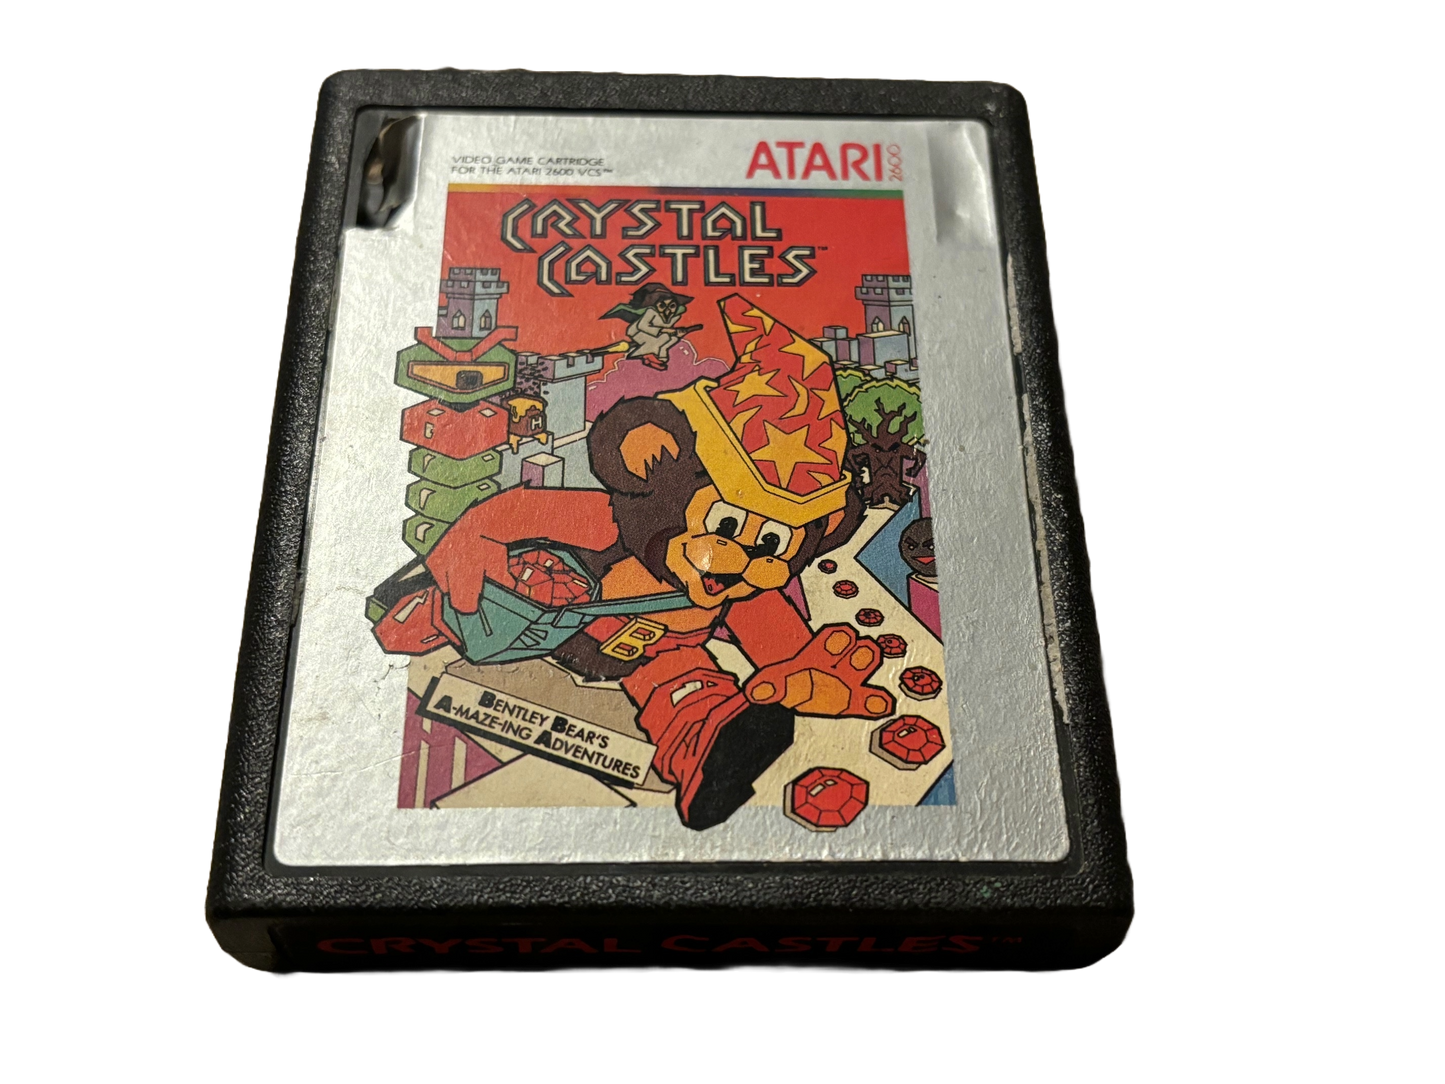 VIDEO GAME CARTRIDGE
FOR THE ATARI 2600 VCS™
ATARI 2600
CRYSTAL
CASTLES™
H
B
BENTLEY BEAR'S
A-MAZE-ING ADVENTURES
CRYSTAL CASTLES™